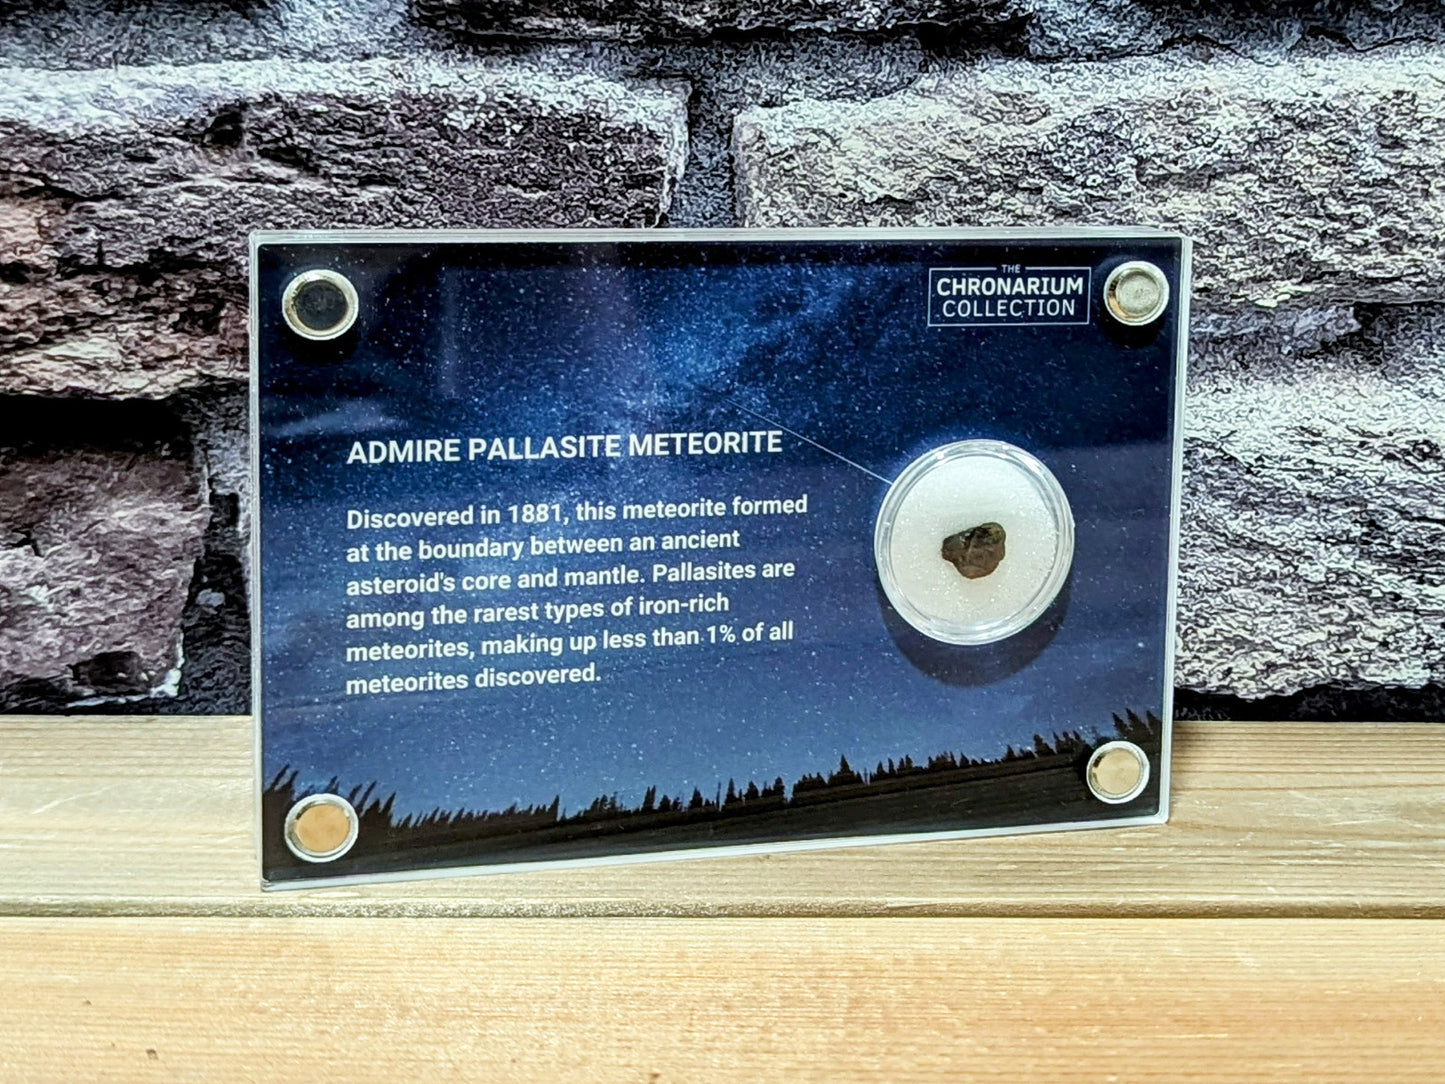 THE
CHRONARIUM
COLLECTION
ADMIRE PALLASITE METEORITE
Discovered in 1881, this meteorite formed
at the boundary between an ancient
asteroid's core and mantle. Pallasites are
among the rarest types of iron-rich
meteorites, making up less than 1% of all
meteorites discovered.